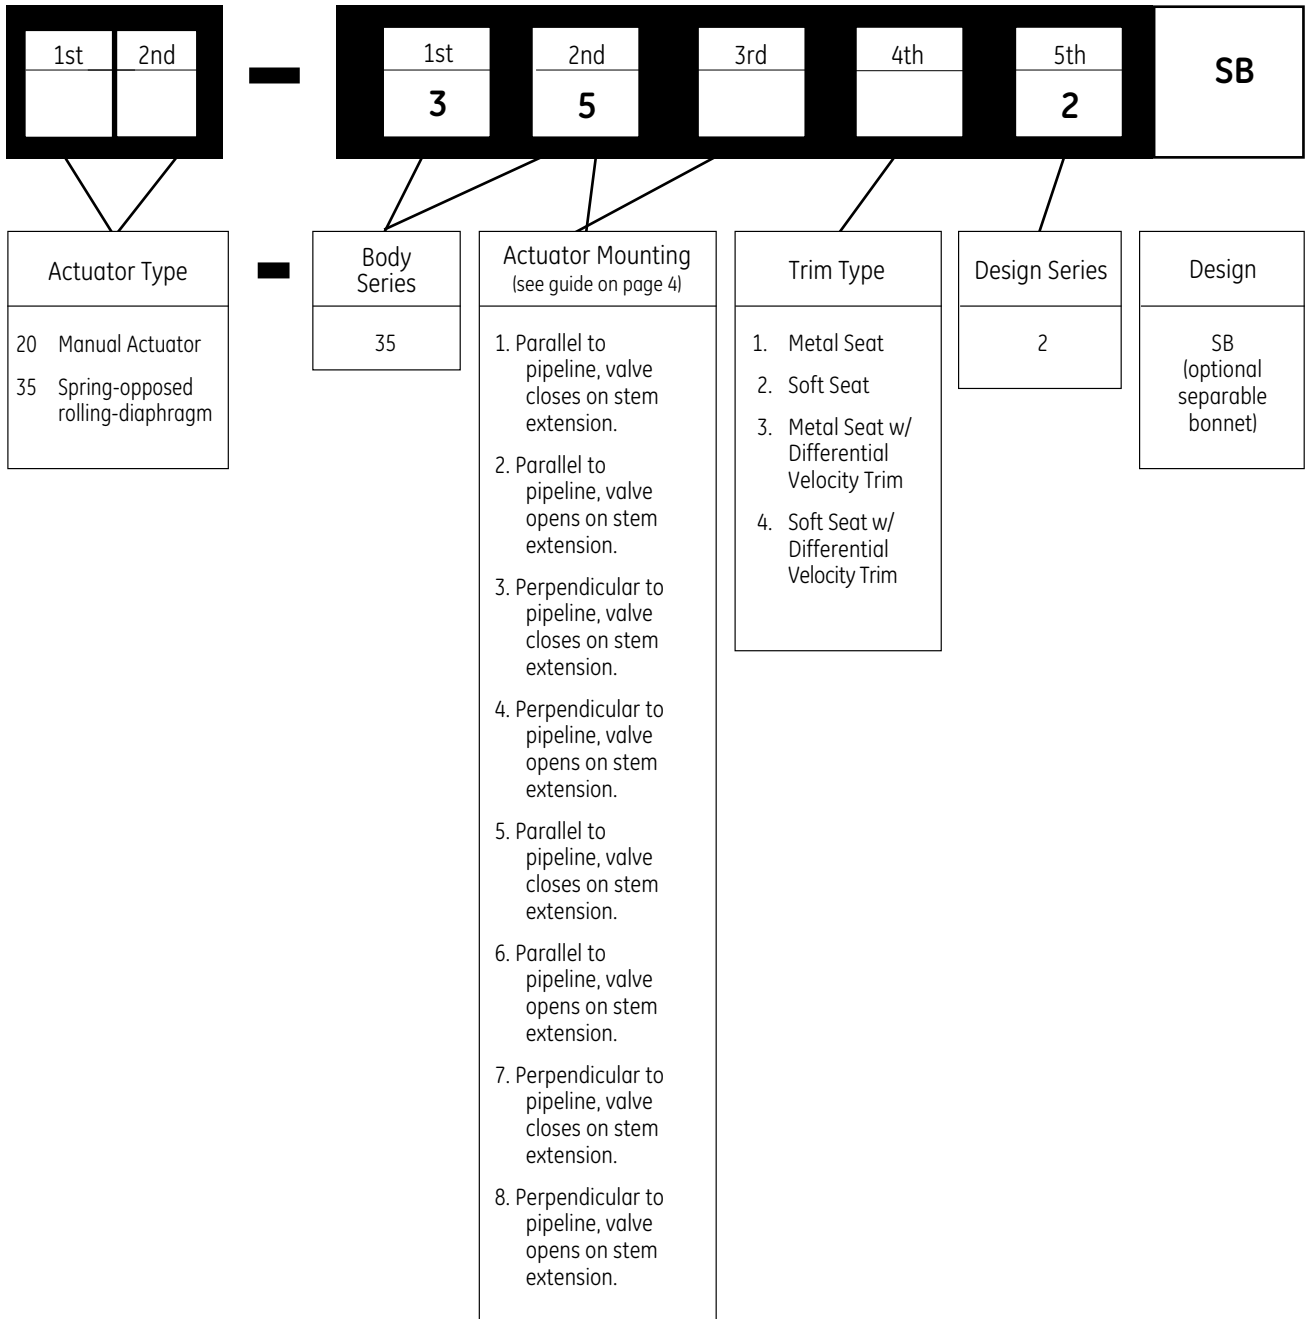 1st 2nd 1st 2nd 3rd 4th 5th SB
3 5 2
Actuator Type
20 Manual Actuator
35 Spring-opposed
rolling-diaphragm
Body
Series
35
Actuator Mounting
(see guide on page 4)
1. Parallel to
pipeline, valve
closes on stem
extension.
2. Parallel to
pipeline, valve
opens on stem
extension.
3. Perpendicular to
pipeline, valve
closes on stem
extension.
4. Perpendicular to
pipeline, valve
opens on stem
extension.
5. Parallel to
pipeline, valve
closes on stem
extension.
6. Parallel to
pipeline, valve
opens on stem
extension.
7. Perpendicular to
pipeline, valve
closes on stem
extension.
8. Perpendicular to
pipeline, valve
opens on stem
extension.
Trim Type
1. Metal Seat
2. Soft Seat
3. Metal Seat w/
Differential
Velocity Trim
4. Soft Seat w/
Differential
Velocity Trim
Design Series
2
Design
SB
(optional
separable
bonnet)